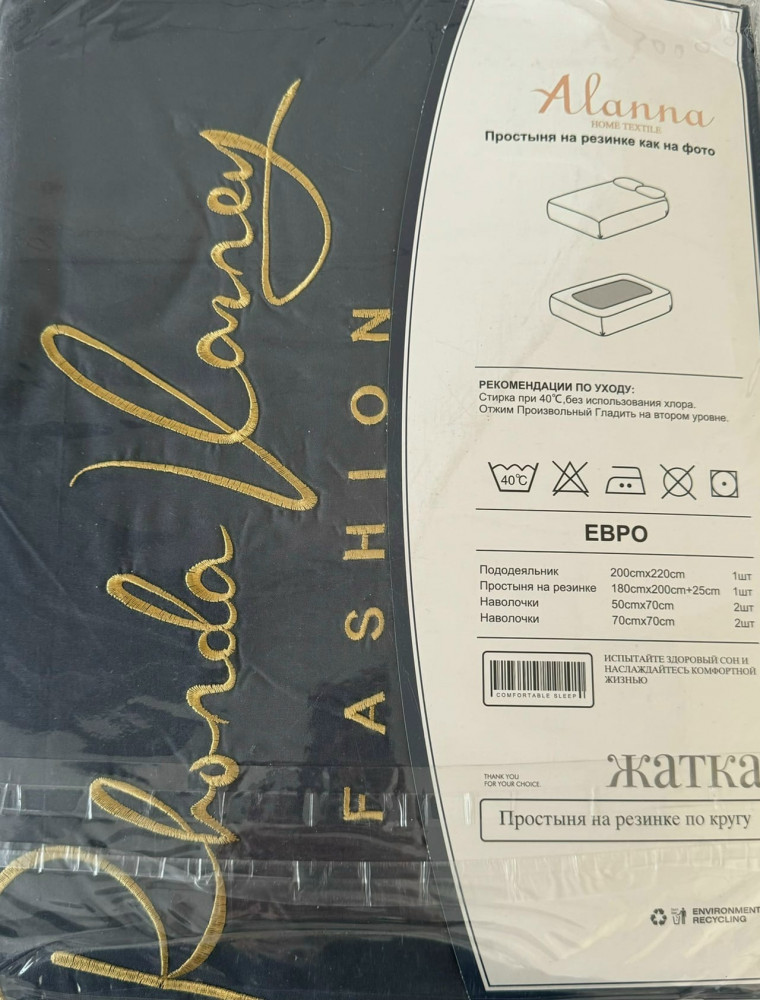 Rhonda Vaney
FASHION
Alanna
HOME TEXTILE
Простыня на резинке как на фото
РЕКОМЕНДАЦИИ ПО УХОДУ:
Стирка при 40℃,без использования хлора.
Отжим Произвольный Гладить на втором уровне.
40℃
ЕВРО
Пододеяльник 200cmx220cm 1шт
Простыня на резинке 180cmx200cm+25cm 1шт
Наволочки 50cmx70cm 2шт
Наволочки 70cmx70cm 2шт
COMFORTABLE SLEEP
ИСПЫТАЙТЕ ЗДОРОВЫЙ СОН И
НАСЛАЖДАЙТЕСЬ КОМФОРТНОЙ
ЖИЗНЬЮ
THANK YOU
FOR YOUR CHOICE.
ЖАТКА
Простыня на резинке по кругу
ENVIRONMENT
RECYCLING